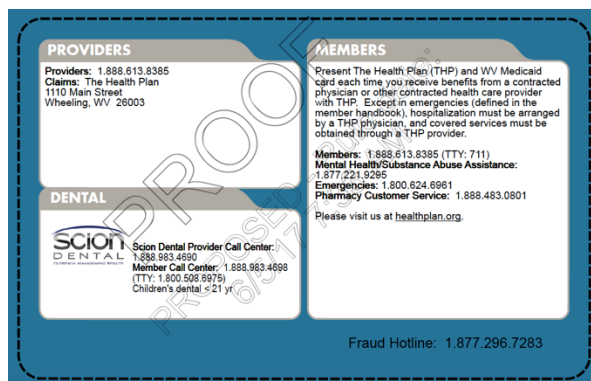 PROVIDERS
Providers: 1.888.613.8385
Claims: The Health Plan
1110 Main Street
Wheeling, WV 26003
DENTAL
SCION
DENTAL
Scion Dental Provider Call Center:
1.888.983.4690
Member Call Center: 1.888.983.4698
(TTY: 1.800.508.6975)
Children's dental < 21 yr
MEMBERS
Present The Health Plan (THP) and WV Medicaid
card each time you receive benefits from a contracted
physician or other contracted health care provider
with THP. Except in emergencies (defined in the
member handbook), hospitalization must be arranged
by a THP physician, and covered services must be
obtained through a THP provider.
Members: 1.888.613.8385 (TTY: 711)
Mental Health/Substance Abuse Assistance:
1.877.221.9295
Emergencies: 1.800.624.6961
Pharmacy Customer Service: 1.888.483.0801
Please visit us at healthplan.org.
Fraud Hotline: 1.877.296.7283
PROOF
PROPOSED
6/5/17